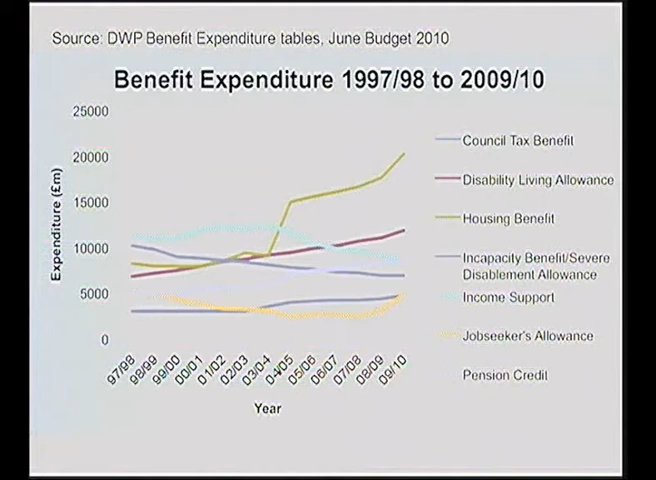 Source: DWP Benefit Expenditure tables, June Budget 2010
Benefit Expenditure 1997/98 to 2009/10
25000
20000
15000
10000
5000
0
Expenditure (£m)
97/98
98/99
99/00
00/01
01/02
02/03
03/04
04/05
05/06
06/07
07/08
08/09
09/10
Year
Council Tax Benefit
Disability Living Allowance
Housing Benefit
Incapacity Benefit/Severe
Disablement Allowance
Income Support
Jobseeker's Allowance
Pension Credit